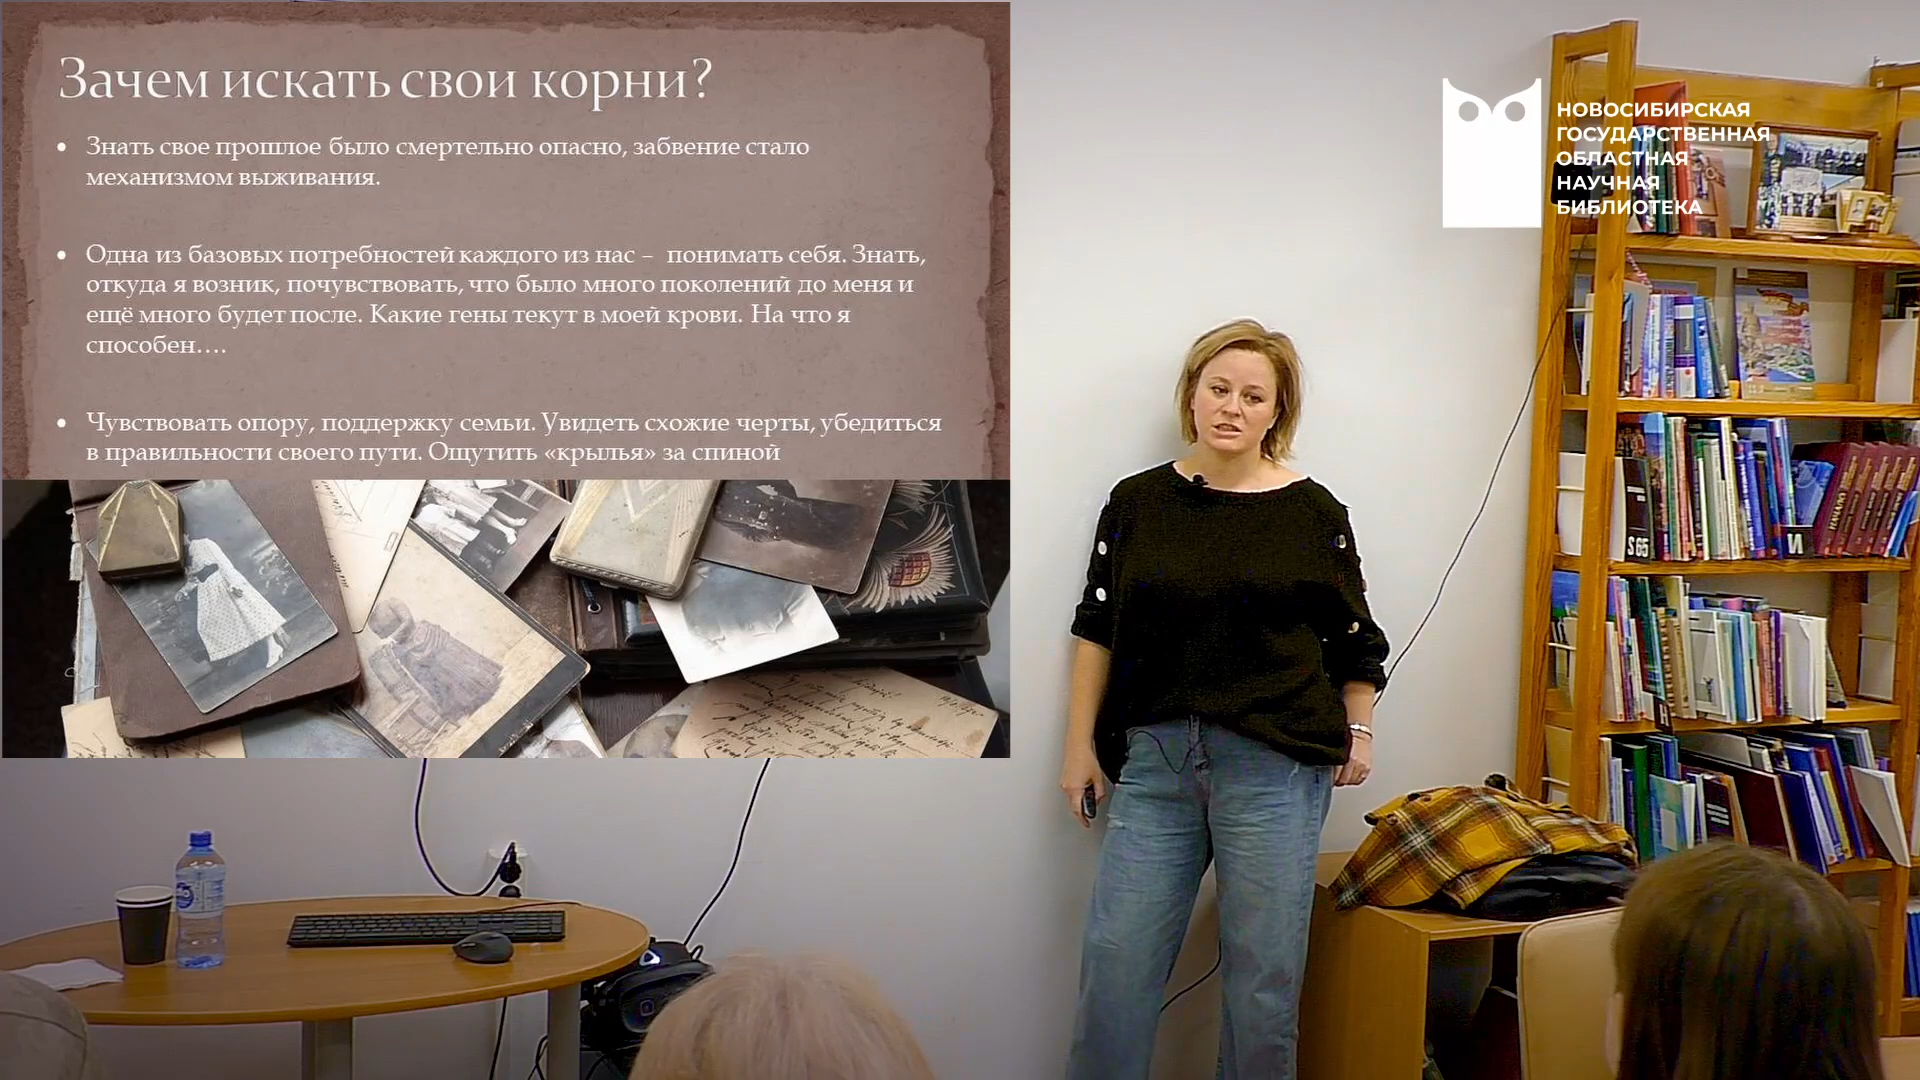 Зачем искать свои корни?
• Знать свое прошлое было смертельно опасно, забвение стало
механизмом выживания.
• Одна из базовых потребностей каждого из нас – понимать себя. Знать,
откуда я возник, почувствовать, что было много поколений до меня и
ещё много будет после. Какие гены текут в моей крови. На что я
способен….
• Чувствовать опору, поддержку семьи. Увидеть схожие черты, убедиться
в правильности своего пути. Ощутить «крылья» за спиной
НОВОСИБИРСКАЯ
ГОСУДАРСТВЕННАЯ
ОБЛАСТНАЯ
НАУЧНАЯ
БИБЛИОТЕКА
S65
И
Н